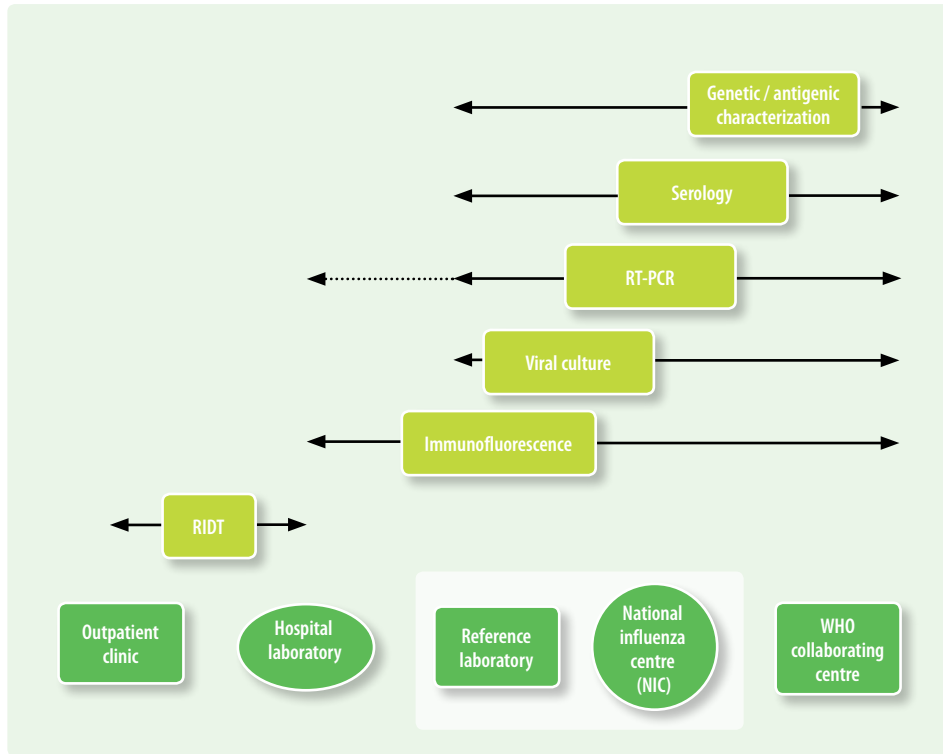 Genetic / antigenic
characterization
Serology
RT-PCR
Viral culture
Immunofluorescence
RIDT
Outpatient
clinic
Hospital
laboratory
Reference
laboratory
National
influenza
centre
(NIC)
WHO
collaborating
centre